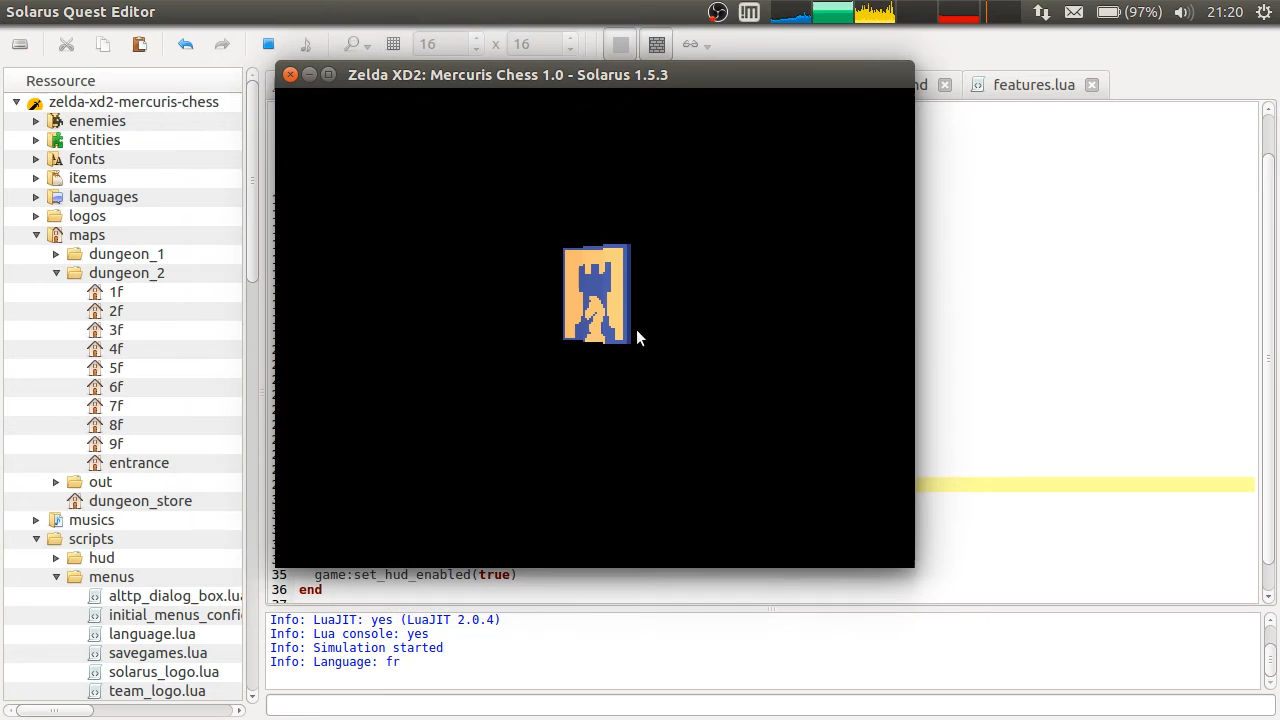 Solarus Quest Editor
(97%)
21:20
16
x
16
Ressource
zelda-xd2-mercuris-chess
enemies
entities
fonts
items
languages
logos
maps
dungeon_1
dungeon_2
1f
2f
3f
4f
5f
6f
7f
8f
9f
entrance
out
dungeon_store
musics
scripts
hud
menus
alttp_dialog_box.lua
initial_menus_confi
language.lua
savegames.lua
solarus_logo.lua
team_logo.lua
Zelda XD2: Mercuris Chess 1.0 - Solarus 1.5.3
nd
features.lua
35 game:set_hud_enabled(true)
36 end
Info: LuaJIT: yes (LuaJIT 2.0.4)
Info: Lua console: yes
Info: Simulation started
Info: Language: fr